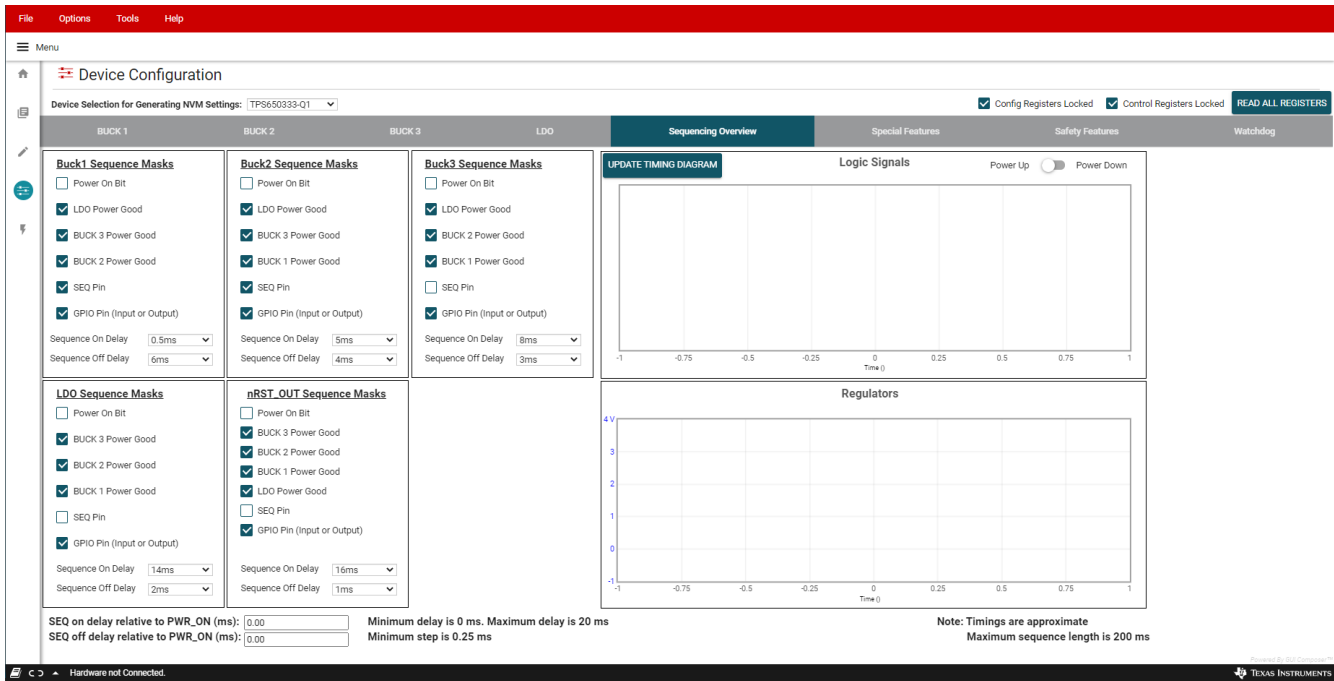 File Options Tools Help
Menu
Device Configuration
Device Selection for Generating NVM Settings: TPS650333-Q1
Config Registers Locked Control Registers Locked READ ALL REGISTERS
BUCK 1 BUCK 2 BUCK 3 LDO Sequencing Overview Special Features Safety Features Watchdog
Buck1 Sequence Masks
Power On Bit
LDO Power Good
BUCK 3 Power Good
BUCK 2 Power Good
SEQ Pin
GPIO Pin (Input or Output)
Sequence On Delay 0.5ms
Sequence Off Delay 6ms
Buck2 Sequence Masks
Power On Bit
LDO Power Good
BUCK 3 Power Good
BUCK 1 Power Good
SEQ Pin
GPIO Pin (Input or Output)
Sequence On Delay 5ms
Sequence Off Delay 4ms
Buck3 Sequence Masks
Power On Bit
LDO Power Good
BUCK 2 Power Good
BUCK 1 Power Good
SEQ Pin
GPIO Pin (Input or Output)
Sequence On Delay 8ms
Sequence Off Delay 3ms
UPDATE TIMING DIAGRAM Logic Signals Power Up Power Down
-1 -0.75 -0.5 -0.25 0 0.25 0.5 0.75 1
Time ()
LDO Sequence Masks
Power On Bit
BUCK 3 Power Good
BUCK 2 Power Good
BUCK 1 Power Good
SEQ Pin
GPIO Pin (Input or Output)
Sequence On Delay 14ms
Sequence Off Delay 2ms
nRST_OUT Sequence Masks
Power On Bit
BUCK 3 Power Good
BUCK 2 Power Good
BUCK 1 Power Good
LDO Power Good
SEQ Pin
GPIO Pin (Input or Output)
Sequence On Delay 16ms
Sequence Off Delay 1ms
Regulators
4 V
3
2
1
0
-1
-1 -0.75 -0.5 -0.25 0 0.25 0.5 0.75 1
Time ()
SEQ on delay relative to PWR_ON (ms): 0.00 Minimum delay is 0 ms. Maximum delay is 20 ms
SEQ off delay relative to PWR_ON (ms): 0.00 Minimum step is 0.25 ms
Note: Timings are approximate
Maximum sequence length is 200 ms
Powered By GUI Composer™
Hardware not Connected.
TEXAS INSTRUMENTS